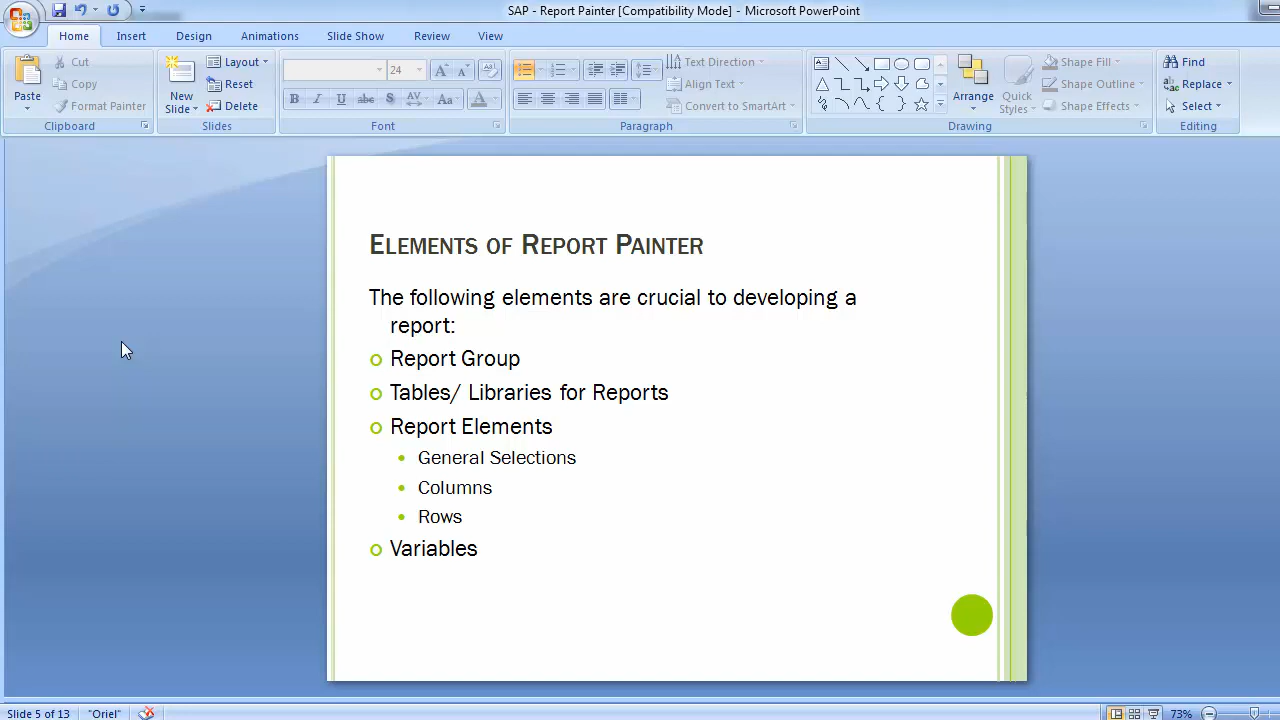 SAP - Report Painter [Compatibility Mode] - Microsoft PowerPoint
Home Insert Design Animations Slide Show Review View
Paste
Cut
Copy
Format Painter
Clipboard
New Slide
Layout
Reset
Delete
Slides
24
B I U abc S AV Aa A
Font
Text Direction
Align Text
Convert to SmartArt
Paragraph
Arrange
Quick Styles
Shape Fill
Shape Outline
Shape Effects
Drawing
Find
Replace
Select
Editing
ELEMENTS OF REPORT PAINTER
The following elements are crucial to developing a
report:
Report Group
Tables/ Libraries for Reports
Report Elements
General Selections
Columns
Rows
Variables
Slide 5 of 13 "Oriel" 73%